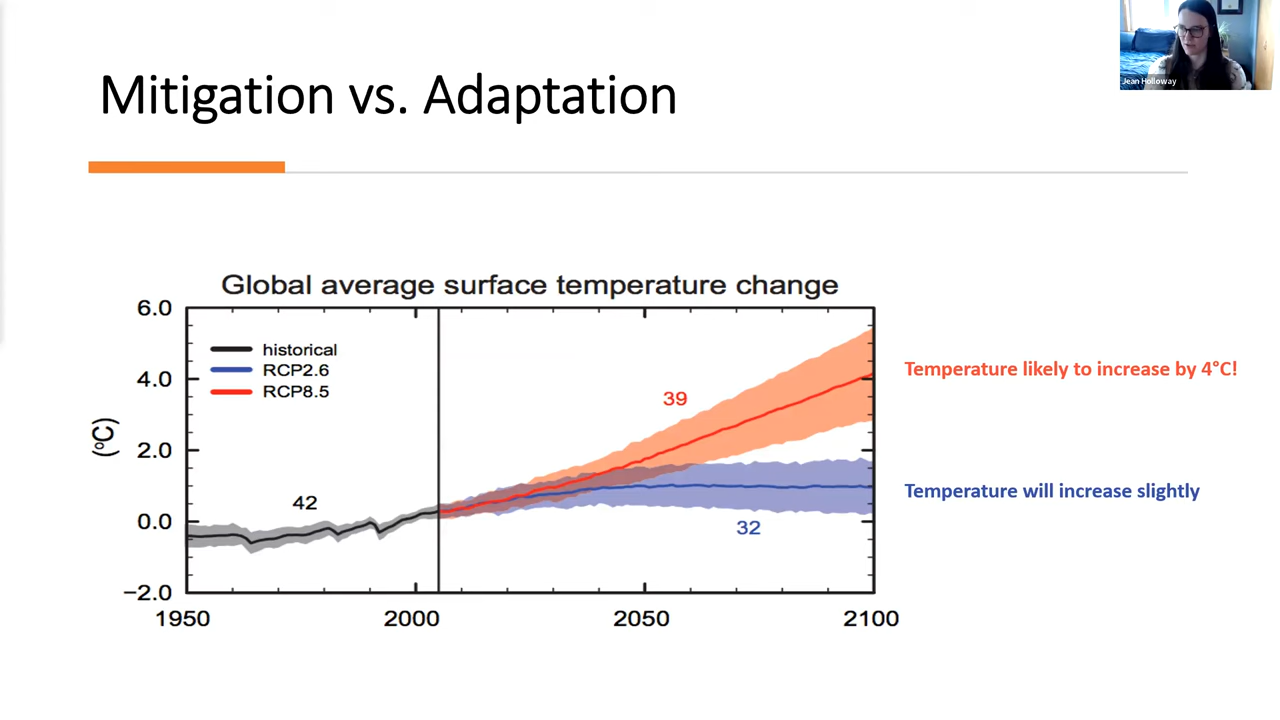 Mitigation vs. Adaptation
Jean Holloway
Global average surface temperature change
6.0
4.0
2.0
0.0
−2.0
(°C)
historical
RCP2.6
RCP8.5
42
39
32
1950
2000
2050
2100
Temperature likely to increase by 4°C!
Temperature will increase slightly